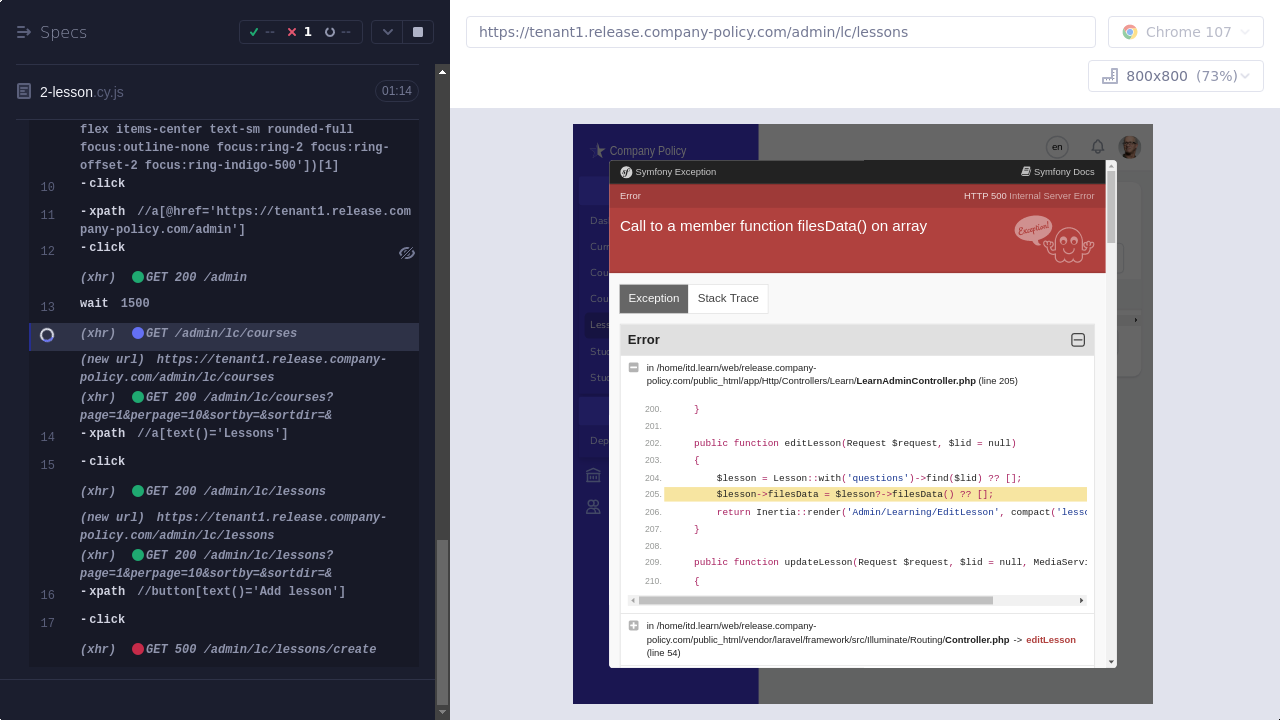 Specs
-- 1 --
2-lesson.cy.js
01:14
flex items-center text-sm rounded-full
focus:outline-none focus:ring-2 focus:ring-
offset-2 focus:ring-indigo-500'])[1]
10 -click
11 -xpath //a[@href='https://tenant1.release.com
pany-policy.com/admin']
12 -click
(xhr) GET 200 /admin
13 wait 1500
(xhr) GET /admin/lc/courses
(new url) https://tenant1.release.company-
policy.com/admin/lc/courses
(xhr) GET 200 /admin/lc/courses?
page=1&perpage=10&sortby=&sortdir=&
14 -xpath //a[text()='Lessons']
15 -click
(xhr) GET 200 /admin/lc/lessons
(new url) https://tenant1.release.company-
policy.com/admin/lc/lessons
(xhr) GET 200 /admin/lc/lessons?
page=1&perpage=10&sortby=&sortdir=&
16 -xpath //button[text()='Add lesson']
17 -click
(xhr) GET 500 /admin/lc/lessons/create
https://tenant1.release.company-policy.com/admin/lc/lessons
Chrome 107
800x800 (73%)
Company Policy
en
Das
Curr
Cou
Cou
Less
Stud
Stud
Dep
sf Symfony Exception
Symfony Docs
Error
HTTP 500 Internal Server Error
Call to a member function filesData() on array
Exception!
Exception
Stack Trace
Error
in /home/itd.learn/web/release.company-
policy.com/public_html/app/Http/Controllers/Learn/LearnAdminController.php (line 205)
200. }
201.
202. public function editLesson(Request $request, $lid = null)
203. {
204. $lesson = Lesson::with('questions')->find($lid) ?? [];
205. $lesson->filesData = $lesson?->filesData() ?? [];
206. return Inertia::render('Admin/Learning/EditLesson', compact('lesso
207. }
208.
209. public function updateLesson(Request $request, $lid = null, MediaServi
210. {
in /home/itd.learn/web/release.company-
policy.com/public_html/vendor/laravel/framework/src/Illuminate/Routing/Controller.php -> editLesson
(line 54)